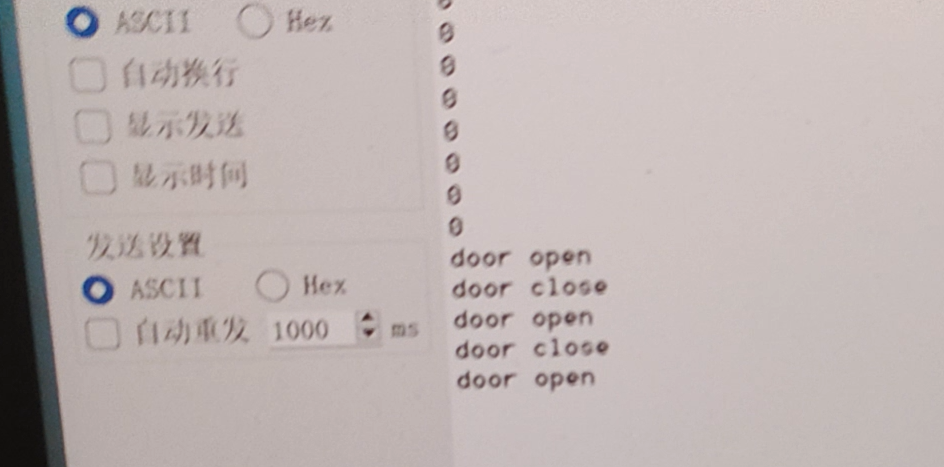 ASCII Hex
自动换行
显示发送
显示时间
发送设置
ASCII Hex
自动重发 1000 ms
0
0
0
0
0
0
0
door open
door close
door open
door close
door open